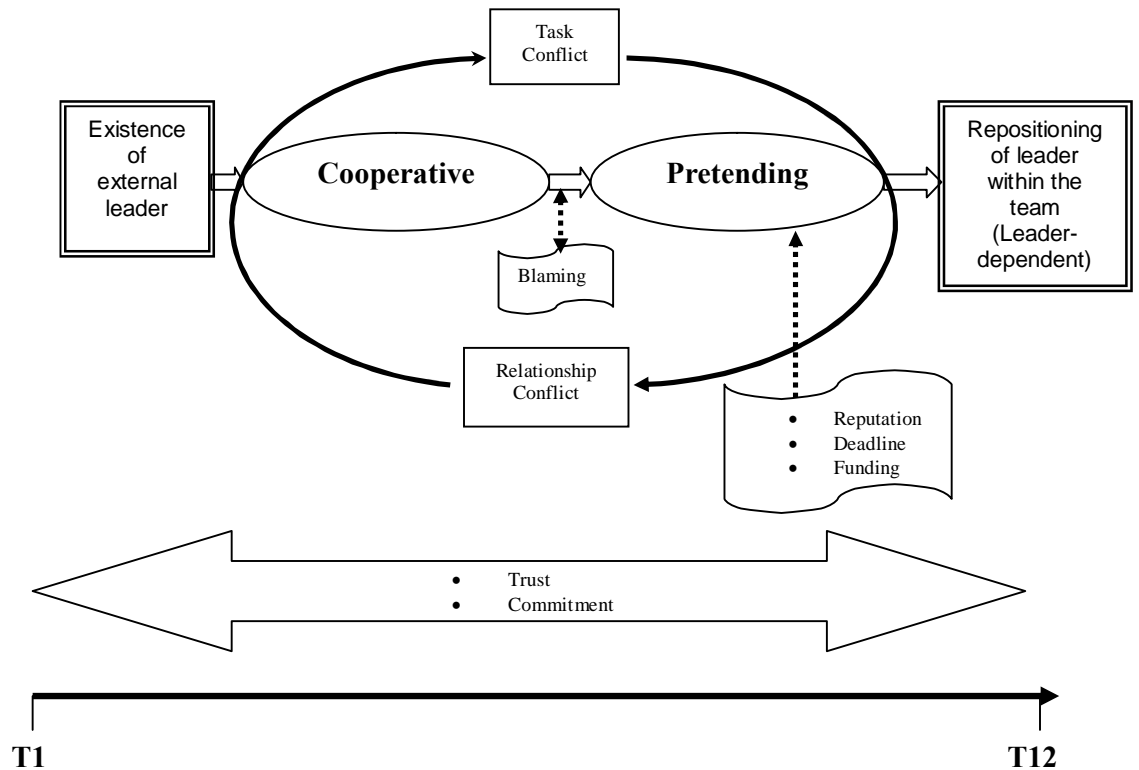 Task
Conflict
Existence
of
external
leader
Cooperative
Pretending
Repositioning
of leader
within the
team
(Leader-
dependent)
Blaming
Relationship
Conflict
• Reputation
• Deadline
• Funding
• Trust
• Commitment
T1
T12